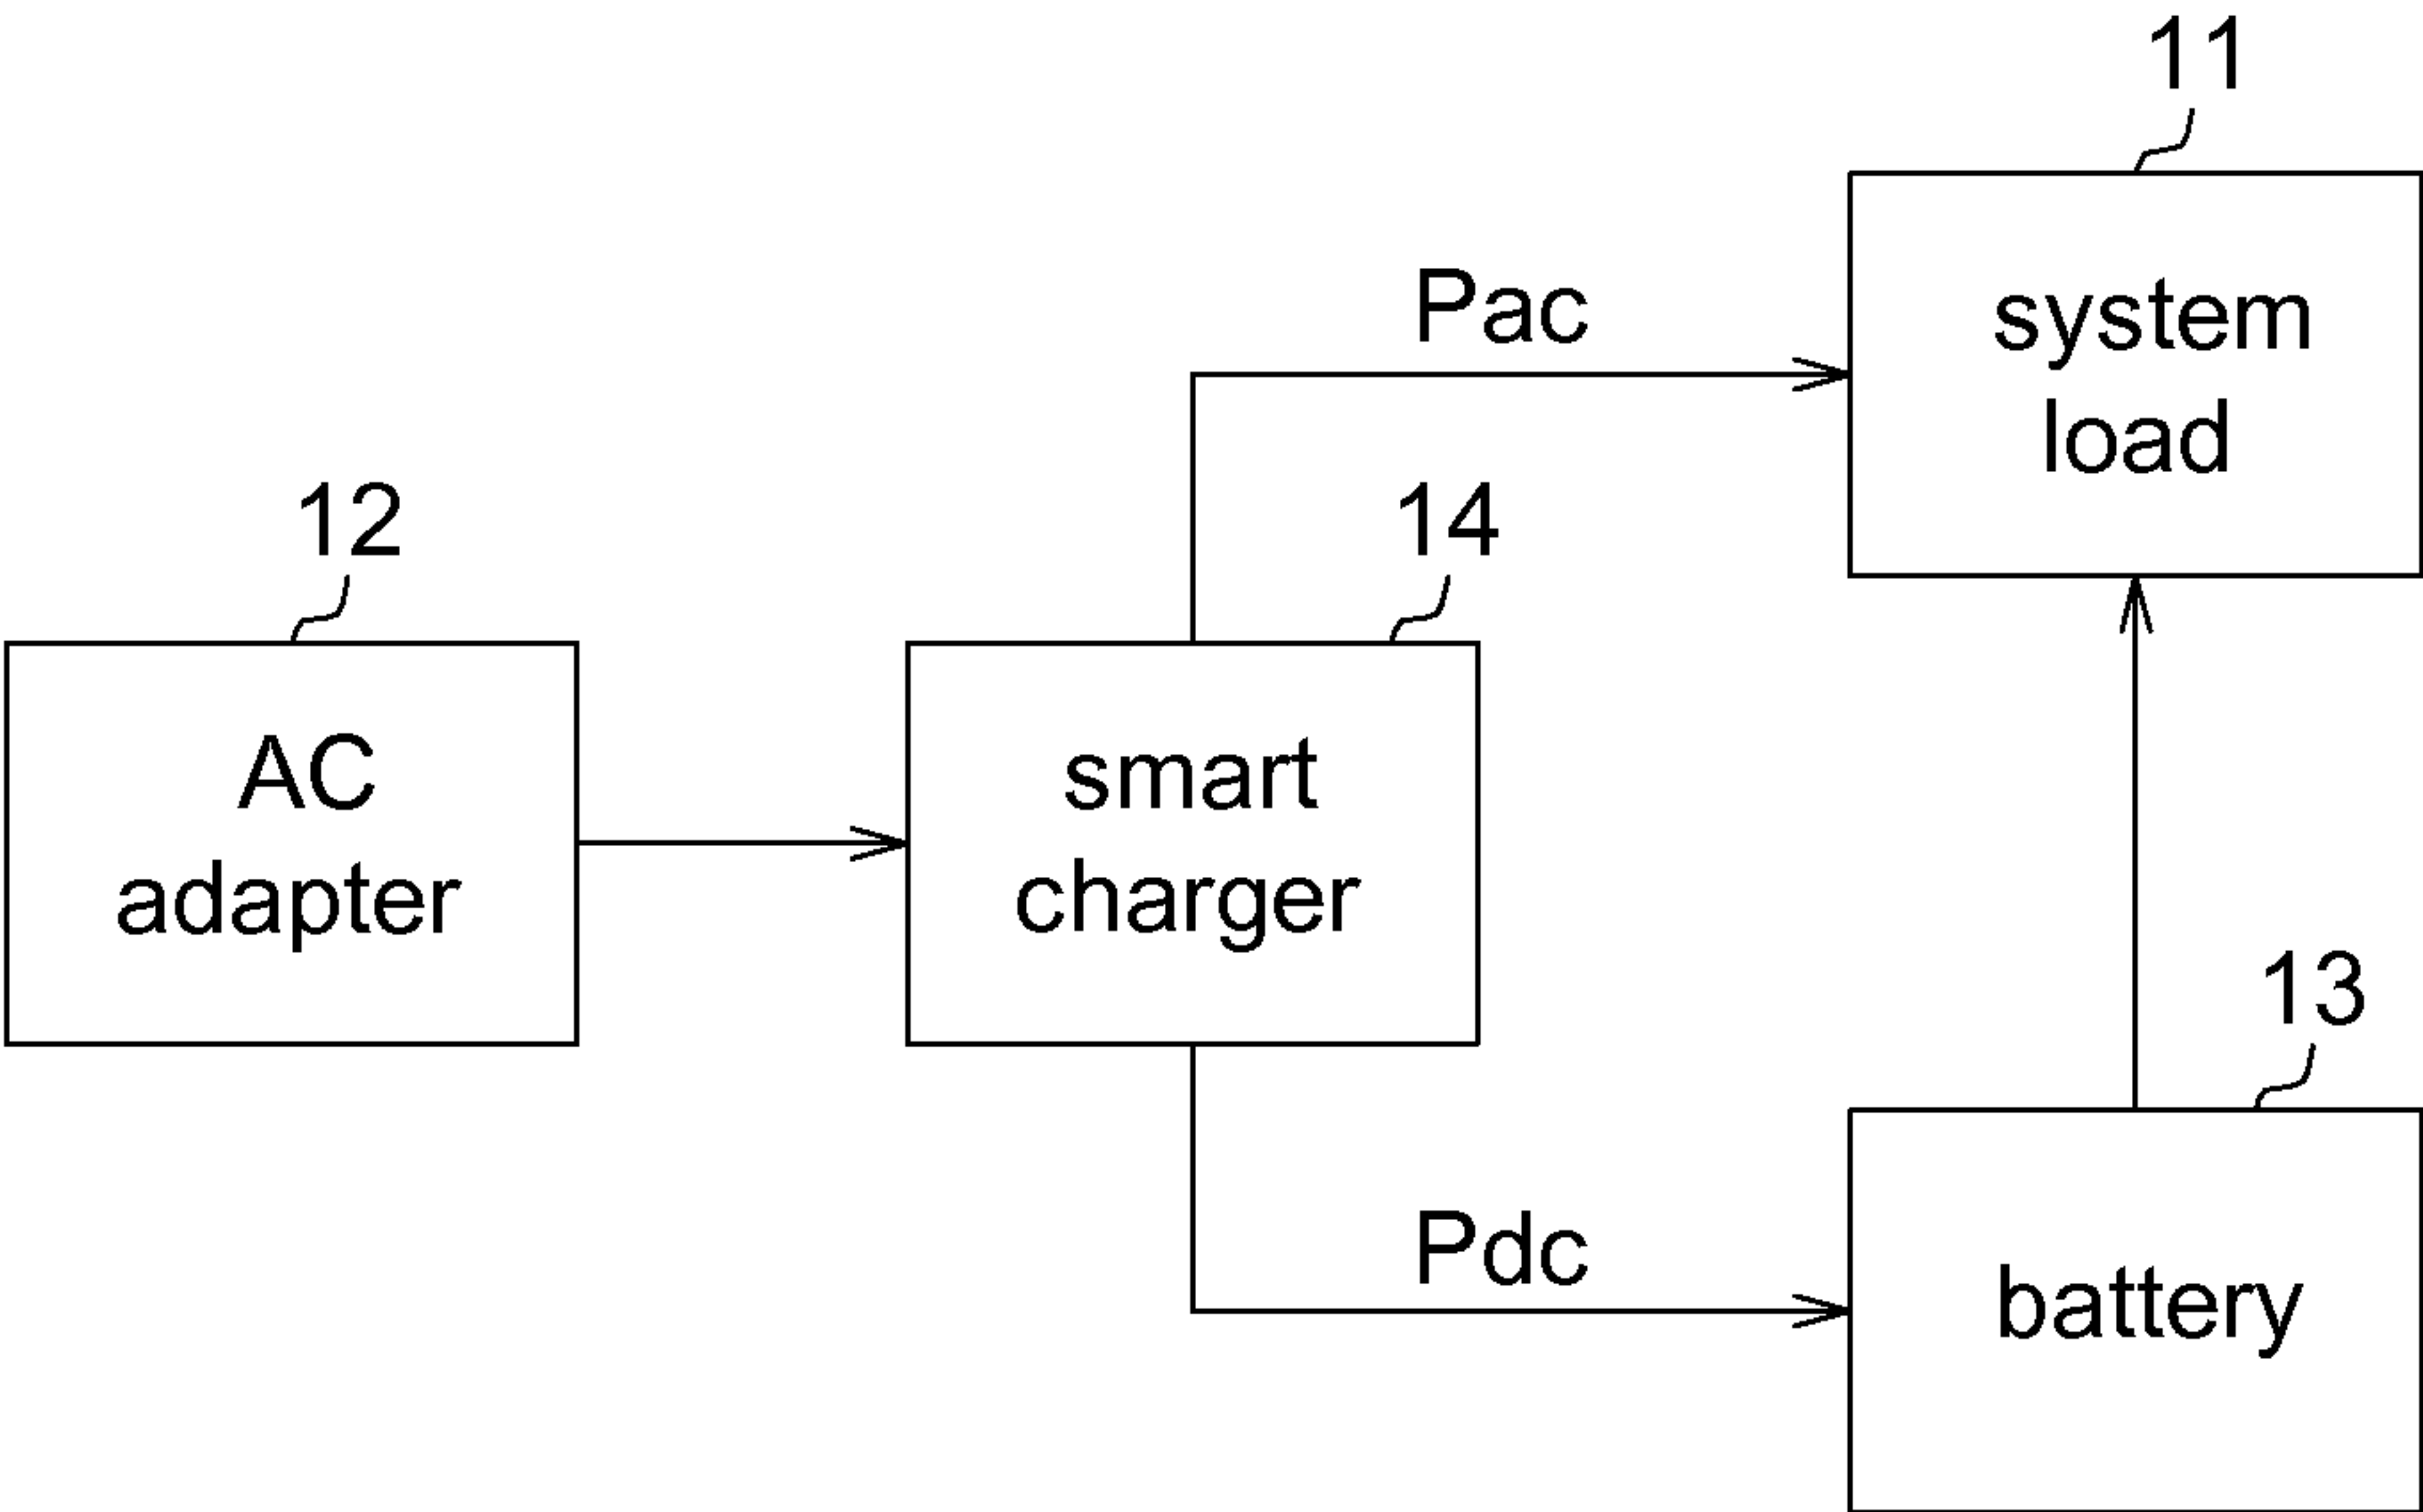 11
Pac
system
load
12
14
AC
adapter
smart
charger
13
Pdc
battery